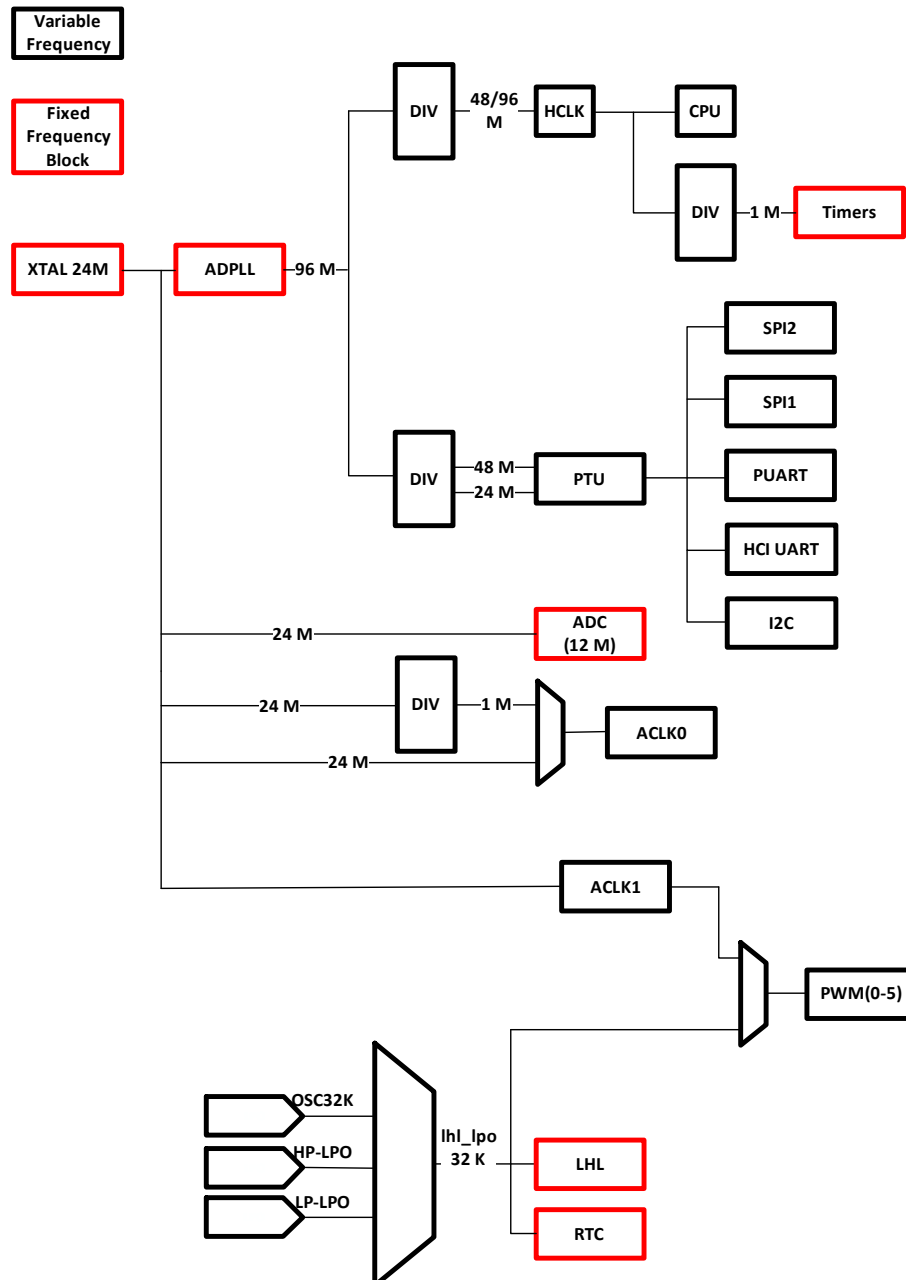 Variable
Frequency
Fixed
Frequency
Block
DIV
48/96
M
HCLK
CPU
DIV
1 M
Timers
XTAL 24M
ADPLL
96 M
SPI2
SPI1
DIV
48 M
24 M
PTU
PUART
HCI UART
I2C
24 M
ADC
(12 M)
24 M
DIV
1 M
ACLK0
24 M
ACLK1
PWM(0-5)
OSC32K
HP-LPO
LP-LPO
lhl_lpo
32 K
LHL
RTC